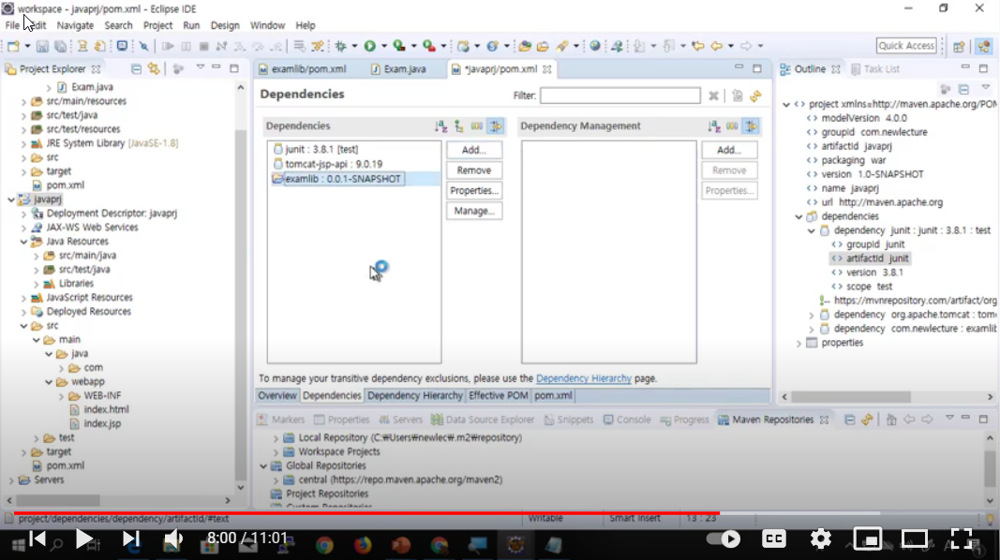 workspace - javaprj/pom.xml - Eclipse IDE
File Edit Navigate Search Project Run Design Window Help
Quick Access
Project Explorer
Exam.java
src/main/resources
src/test/java
src/test/resources
JRE System Library [JavaSE-1.8]
src
target
pom.xml
javaprj
Deployment Descriptor: javaprj
JAX-WS Web Services
Java Resources
src/main/java
src/test/java
Libraries
JavaScript Resources
Deployed Resources
src
main
java
com
webapp
WEB-INF
index.html
index.jsp
test
target
pom.xml
Servers
examlib/pom.xml Exam.java *javaprj/pom.xml
Dependencies
Filter:
Dependencies
junit : 3.8.1 [test]
tomcat-jsp-api : 9.0.19
examlib : 0.0.1-SNAPSHOT
Add...
Remove
Properties...
Manage...
Dependency Management
Add...
Remove
Properties...
To manage your transitive dependency exclusions, please use the Dependency Hierarchy page.
Overview Dependencies Dependency Hierarchy Effective POM pom.xml
Markers Properties Servers Data Source Explorer Snippets Console Progress Maven Repositories
Local Repository (C:₩Users₩newlec₩.m2₩repository)
Workspace Projects
Global Repositories
central (https://repo.maven.apache.org/maven2)
Project Repositories
Custom Repositories
Outline Task List
project xmlns=http://maven.apache.org/POM
modelVersion 4.0.0
groupId com.newlecture
artifactId javaprj
packaging war
version 1.0-SNAPSHOT
name javaprj
url http://maven.apache.org
dependencies
dependency junit : junit : 3.8.1 : test
groupId junit
artifactId junit
version 3.8.1
scope test
https://mvnrepository.com/artifact/org
dependency org.apache.tomcat : tom
dependency com.newlecture : examlib
properties
project/dependencies/dependency/artifactId/#text
Writable Smart Insert 13 : 23
8:00 / 11:01
CC